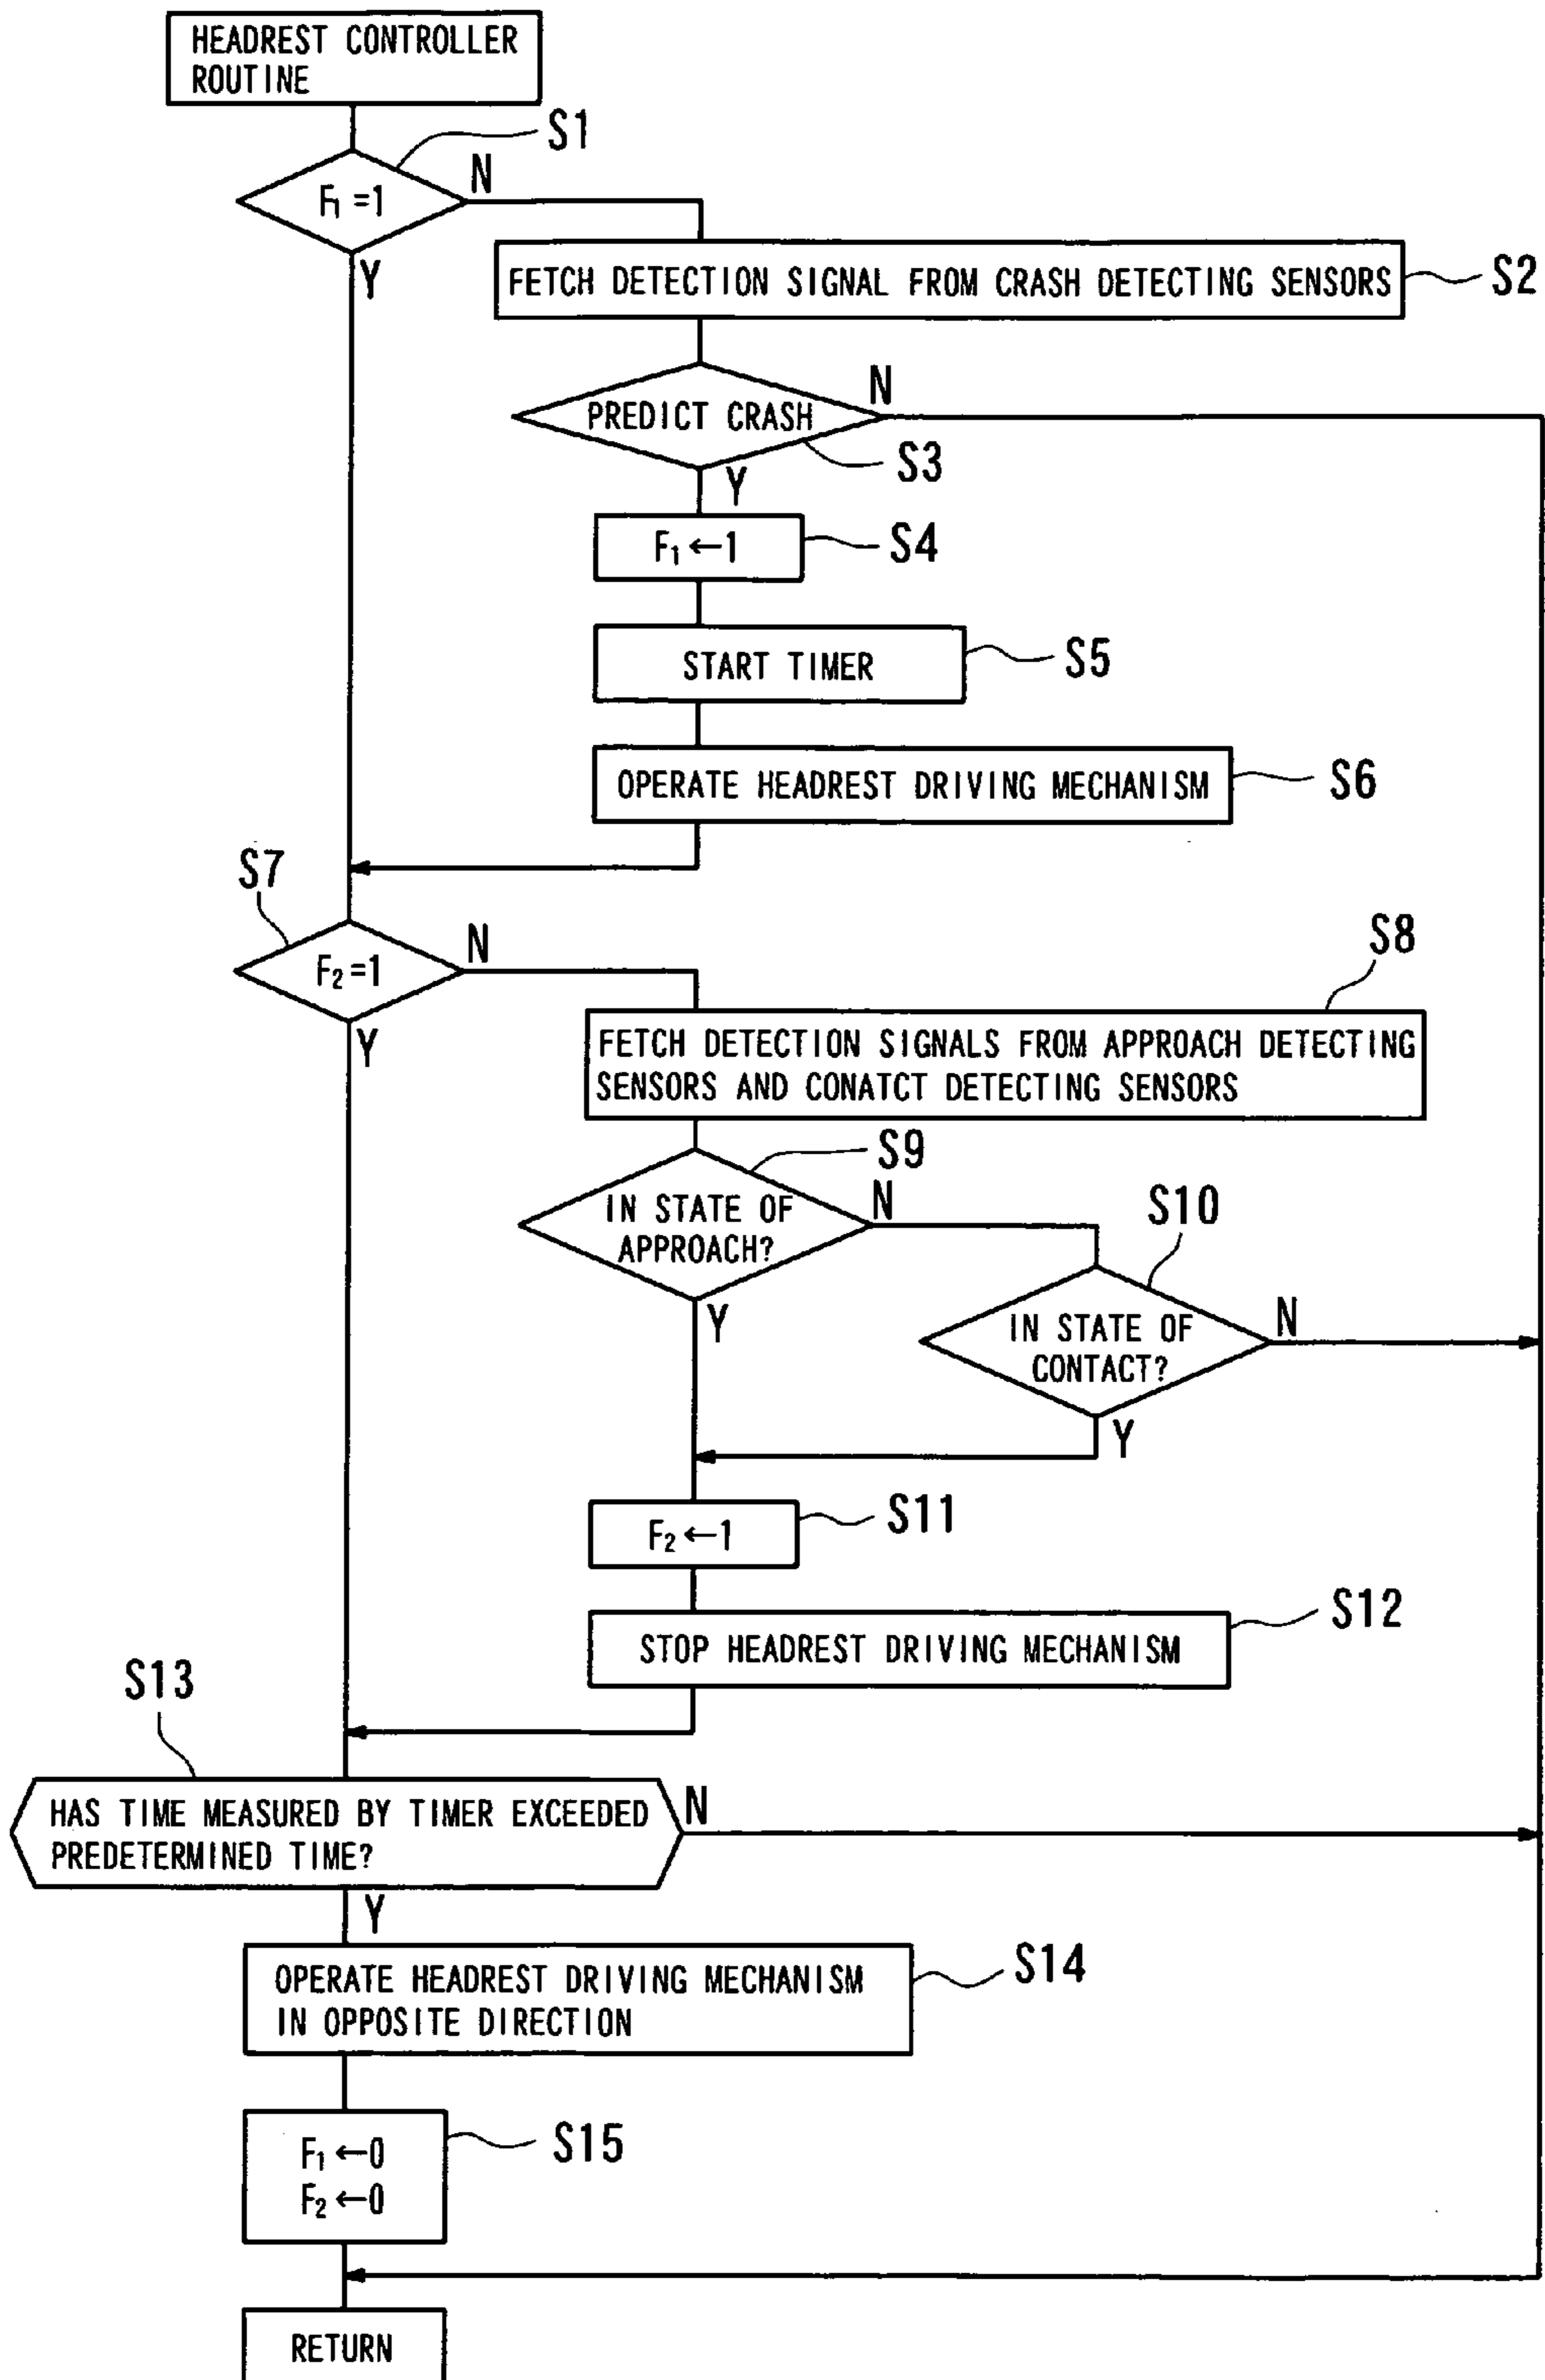 HEADREST CONTROLLER
ROUTINE
S1
F₁=1
N
Y
FETCH DETECTION SIGNAL FROM CRASH DETECTING SENSORS
S2
PREDICT CRASH
N
S3
Y
F₁←1
S4
START TIMER
S5
OPERATE HEADREST DRIVING MECHANISM
S6
S7
F₂=1
N
Y
S8
FETCH DETECTION SIGNALS FROM APPROACH DETECTING
SENSORS AND CONATCT DETECTING SENSORS
S9
IN STATE OF
APPROACH?
N
Y
S10
IN STATE OF
CONTACT?
N
Y
F₂←1
S11
STOP HEADREST DRIVING MECHANISM
S12
S13
HAS TIME MEASURED BY TIMER EXCEEDED
PREDETERMINED TIME?
N
Y
OPERATE HEADREST DRIVING MECHANISM
IN OPPOSITE DIRECTION
S14
F₁←0
F₂←0
S15
RETURN